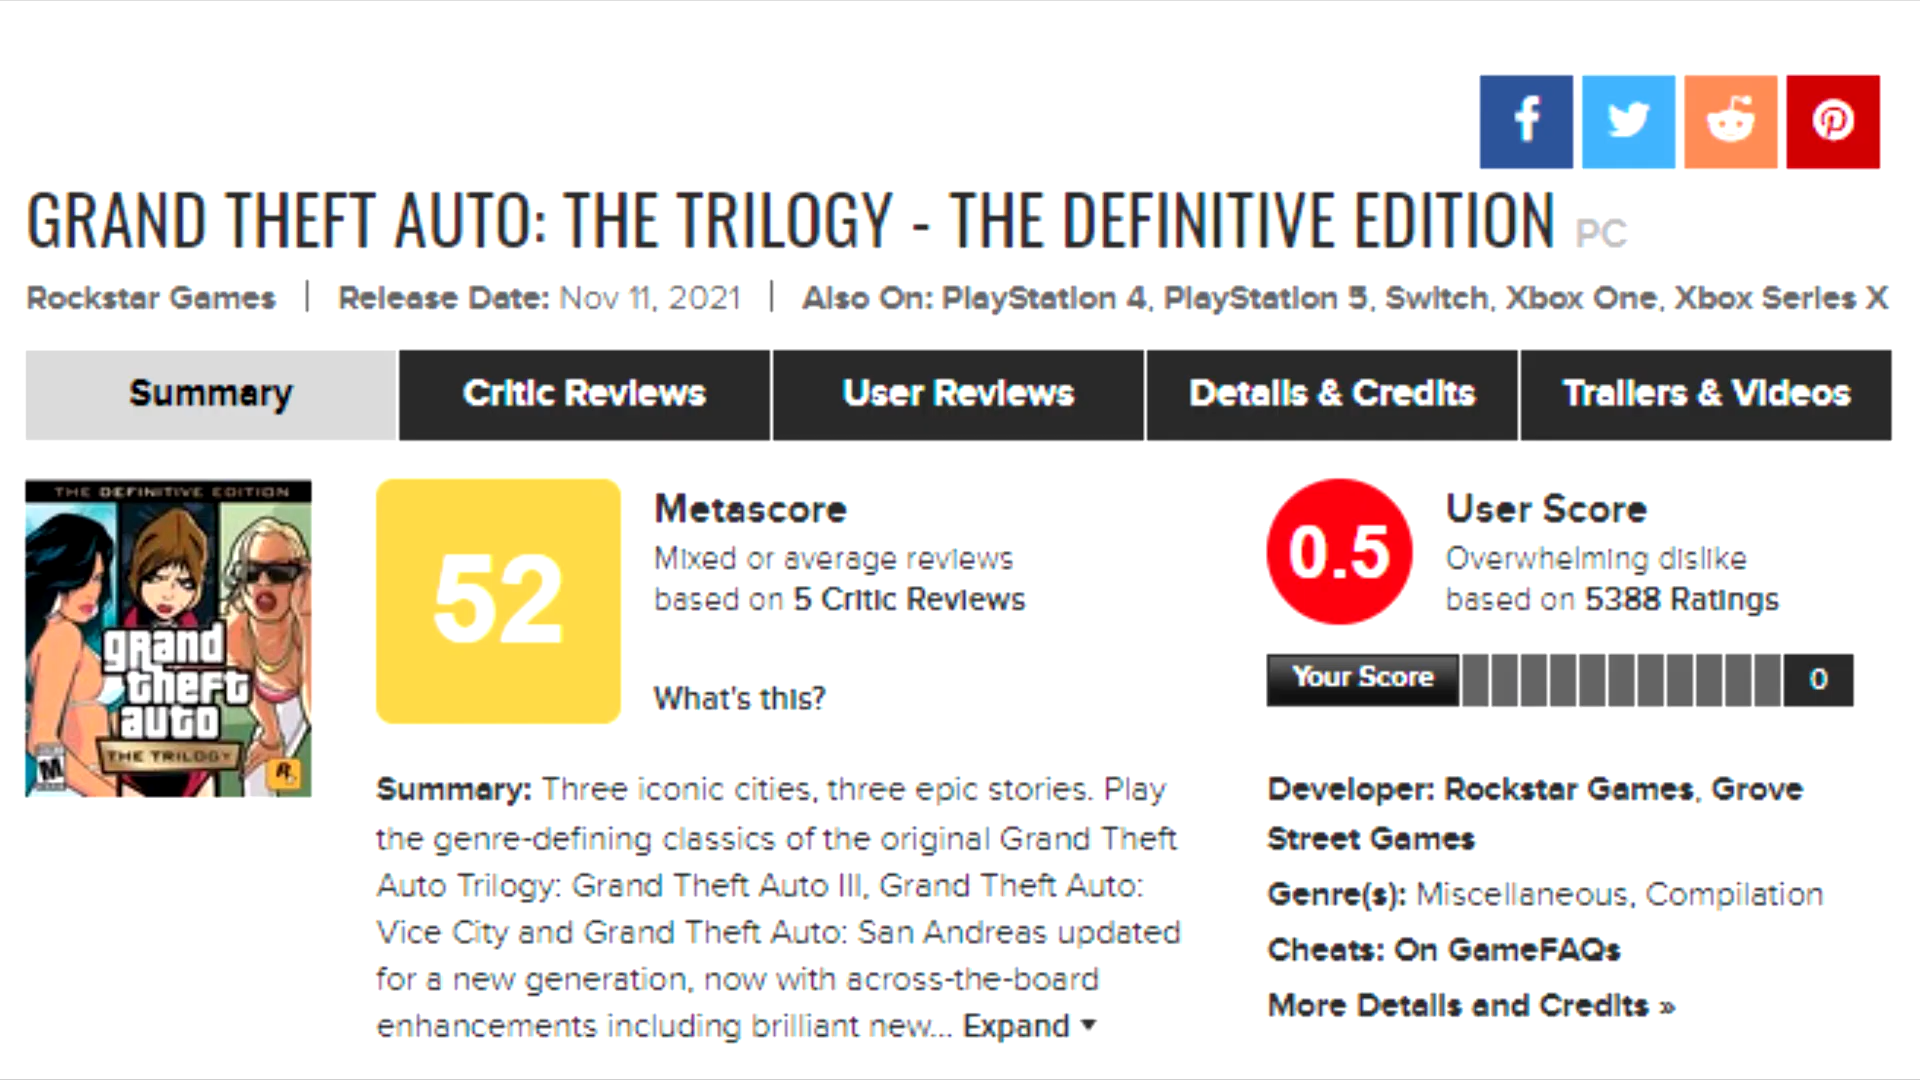 GRAND THEFT AUTO: THE TRILOGY - THE DEFINITIVE EDITION PC
Rockstar Games | Release Date: Nov 11, 2021 | Also On: PlayStation 4, PlayStation 5, Switch, Xbox One, Xbox Series X
Summary
Critic Reviews
User Reviews
Details & Credits
Trailers & Videos
THE DEFINITIVE EDITION
grand
theft
auto
THE TRILOGY
M
R
52
Metascore
Mixed or average reviews
based on 5 Critic Reviews
What's this?
0.5
User Score
Overwhelming dislike
based on 5388 Ratings
Your Score
0
Summary: Three iconic cities, three epic stories. Play
the genre-defining classics of the original Grand Theft
Auto Trilogy: Grand Theft Auto III, Grand Theft Auto:
Vice City and Grand Theft Auto: San Andreas updated
for a new generation, now with across-the-board
enhancements including brilliant new... Expand
Developer: Rockstar Games, Grove
Street Games
Genre(s): Miscellaneous, Compilation
Cheats: On GameFAQs
More Details and Credits »